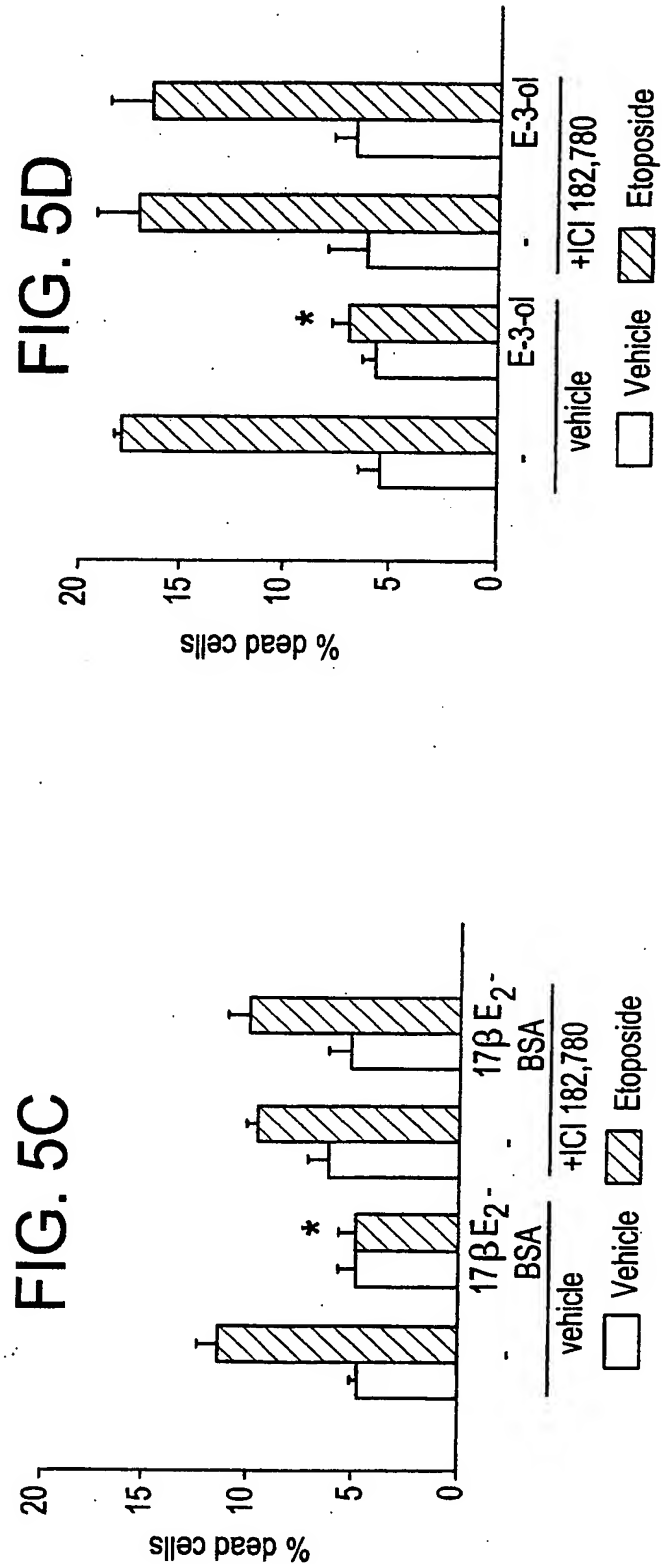 FIG. 5C
% dead cells
20
15
10
5
0
- 17β E2- BSA - 17β E2- BSA
vehicle +ICI 182,780
Vehicle Etoposide
FIG. 5D
% dead cells
20
15
10
5
0
- E-3-ol - E-3-ol
*
*
vehicle +ICI 182,780
Vehicle Etoposide